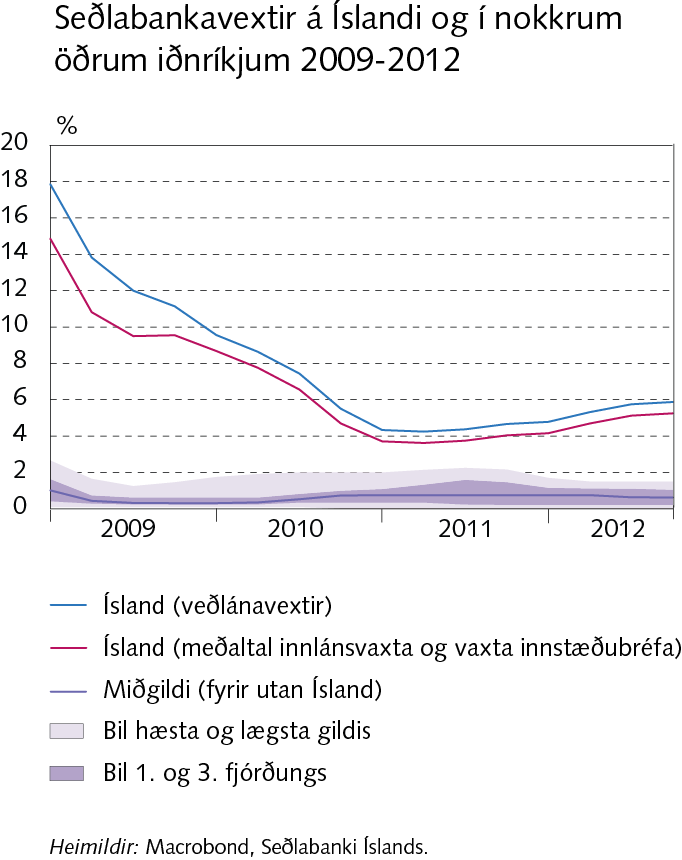 Seðlabankavextir á Íslandi og í nokkrum
öðrum iðnríkjum 2009-2012
%
20
18
16
14
12
10
8
6
4
2
0
2009 2010 2011 2012
Ísland (veðlánavextir)
Ísland (meðaltal innlánsvaxta og vaxta innstæðubréfa)
Miðgildi (fyrir utan Ísland)
Bil hæsta og lægsta gildis
Bil 1. og 3. fjórðungs
Heimildir: Macrobond, Seðlabanki Íslands.